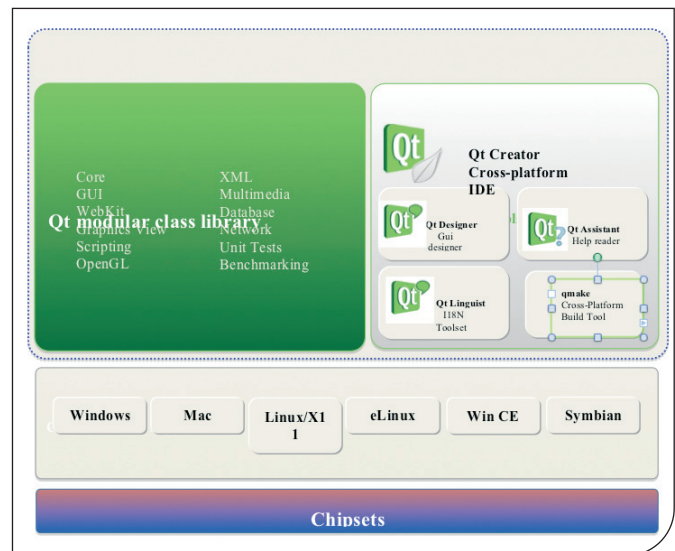 Core
GUI
WebKit
Graphics View
Scripting
OpenGL
XML
Multimedia
Database
Network
Unit Tests
Benchmarking
Qt modular class library
Qt
Qt Creator
Cross-platform
IDE
Qt
Qt Designer
Gui
designer
Qt
Qt Assistant
Help reader
Qt
Qt Linguist
I18N
Toolset
qmake
Cross-Platform
Build Tool
Windows
Mac
Linux/X1
1
eLinux
Win CE
Symbian
Chipsets